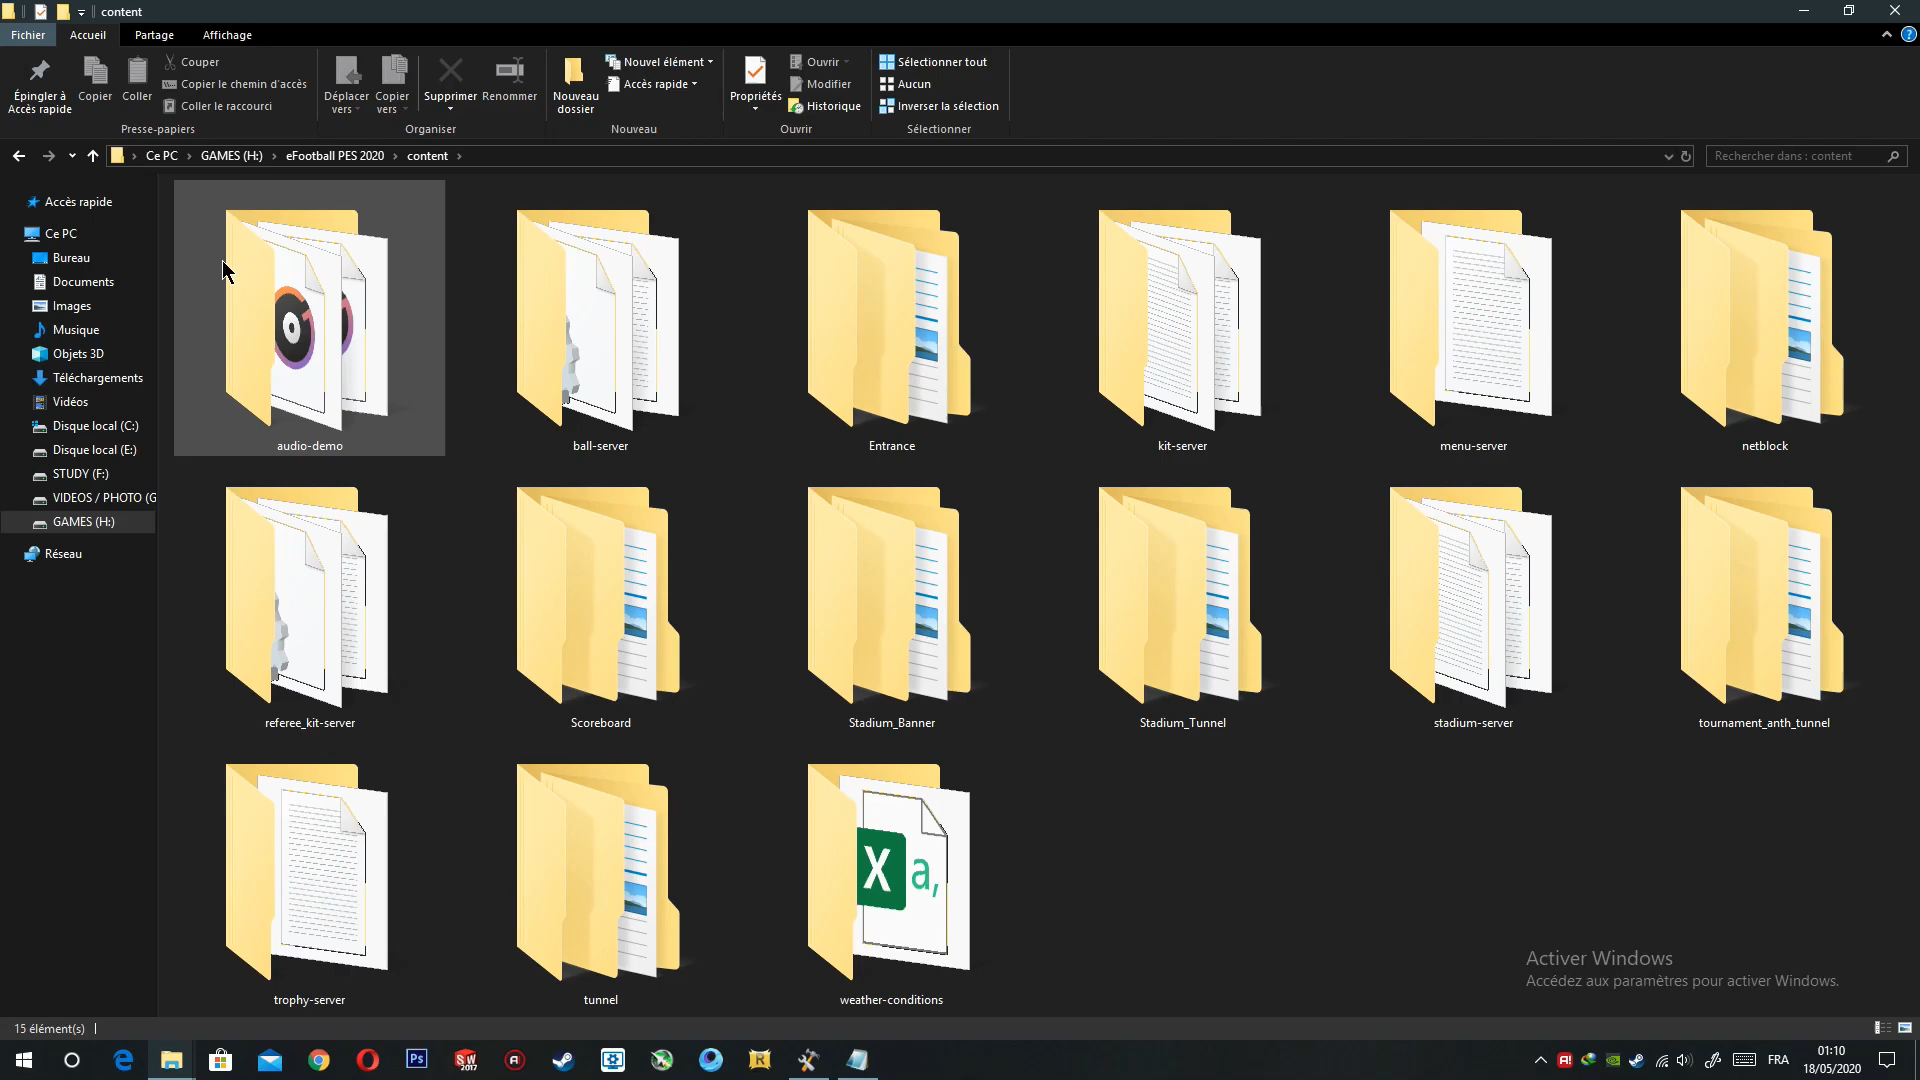 content
Fichier Accueil Partage Affichage
Épingler à Accès rapide
Copier
Coller
Couper
Copier le chemin d'accès
Coller le raccourci
Presse-papiers
Déplacer vers
Copier vers
Supprimer
Renommer
Organiser
Nouveau dossier
Nouvel élément
Accès rapide
Nouveau
Propriétés
Ouvrir
Modifier
Historique
Ouvrir
Sélectionner tout
Aucun
Inverser la sélection
Sélectionner
Ce PC > GAMES (H:) > eFootball PES 2020 > content >
Rechercher dans : content
Accès rapide
Ce PC
Bureau
Documents
Images
Musique
Objets 3D
Téléchargements
Vidéos
Disque local (C:)
Disque local (E:)
STUDY (F:)
VIDEOS / PHOTO (G
GAMES (H:)
Réseau
audio-demo ball-server Entrance kit-server menu-server netblock
referee_kit-server Scoreboard Stadium_Banner Stadium_Tunnel stadium-server tournament_anth_tunnel
X a,
trophy-server tunnel weather-conditions
Activer Windows
Accédez aux paramètres pour activer Windows.
15 élément(s)
Ps
SW
2017
R
FRA
01:10
18/05/2020